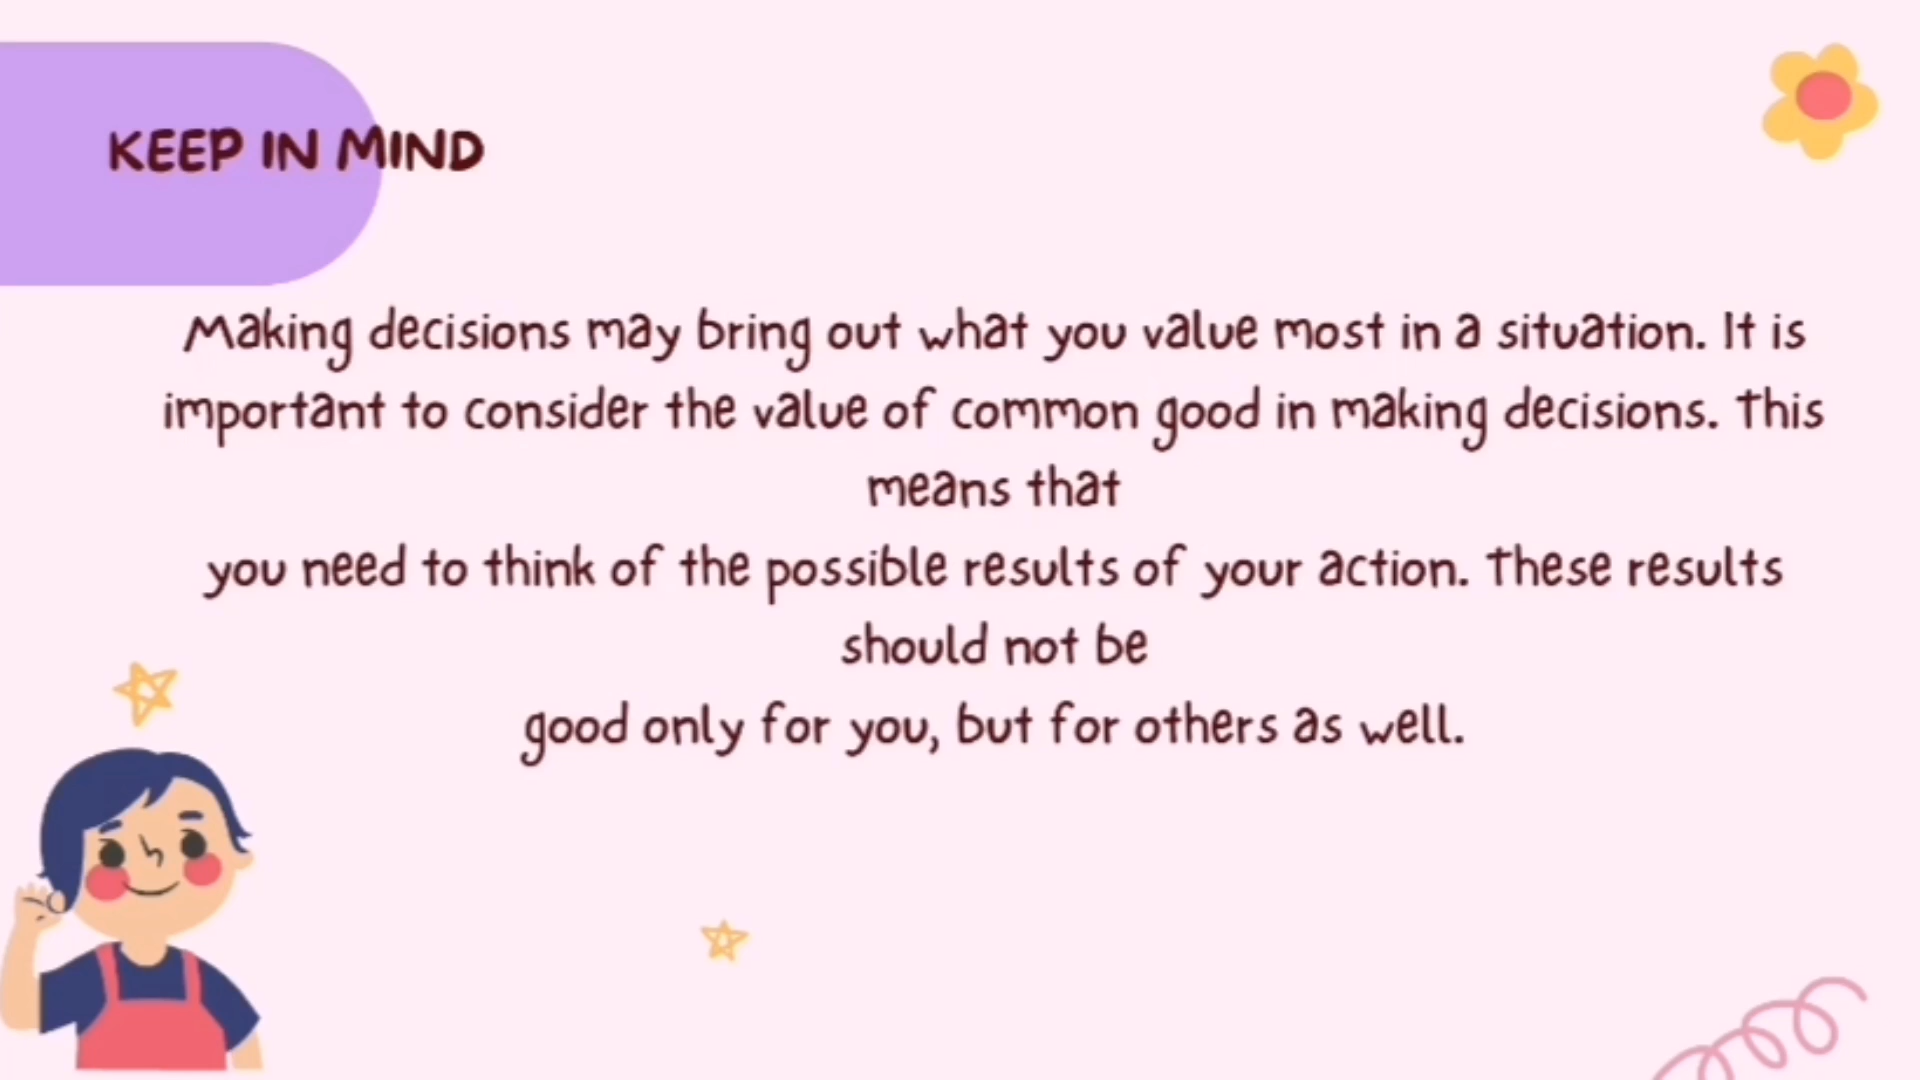 KEEP IN MIND
Making decisions may bring out what you value most in a situation. It is
important to consider the value of common good in making decisions. This
means that
you need to think of the possible results of your action. These results
should not be
good only for you, but for others as well.